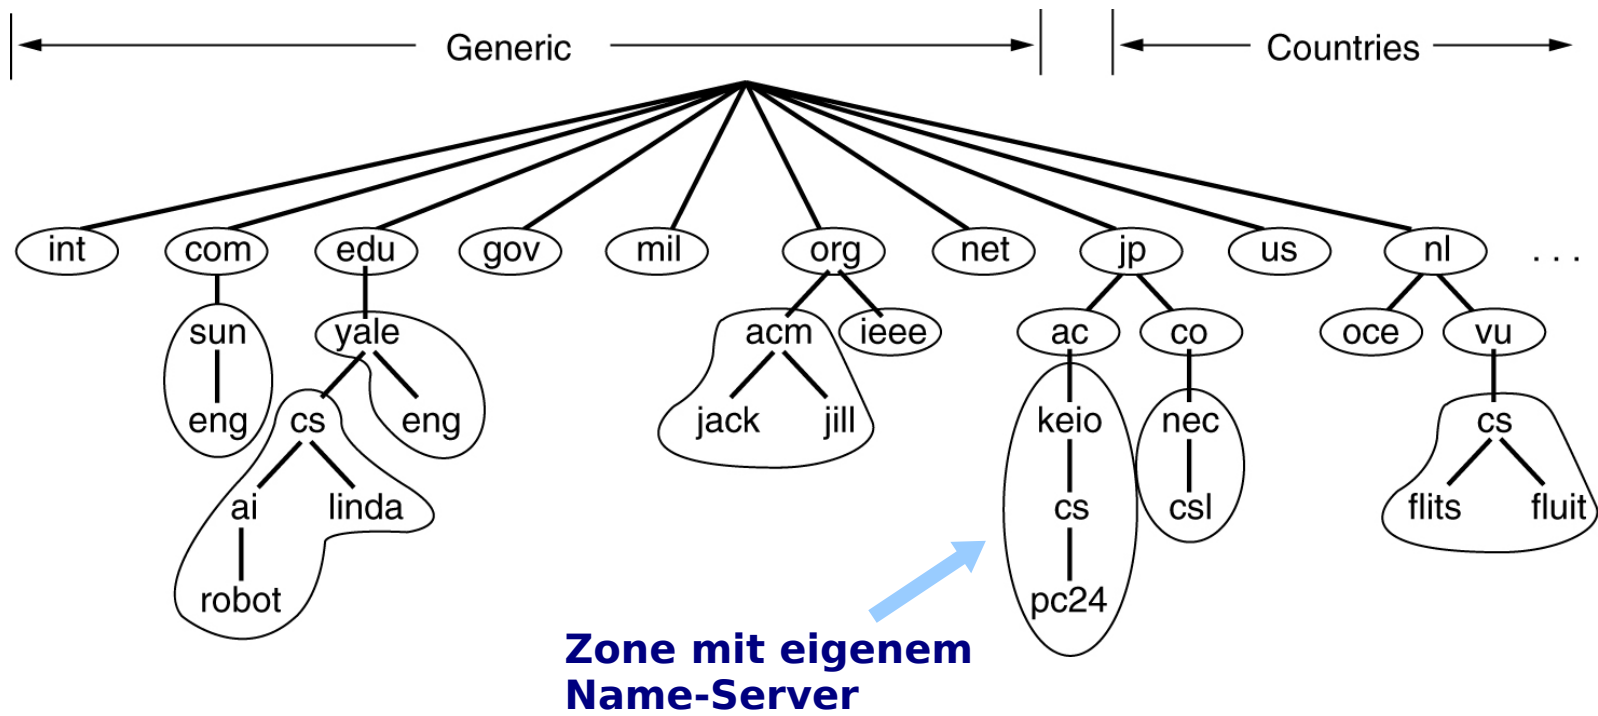 Generic Countries
int com edu gov mil org net jp us nl . . .
sun yale acm ieee ac co oce vu
eng cs eng jack jill keio nec cs
ai linda cs csl flits fluit
robot pc24
Zone mit eigenem
Name-Server